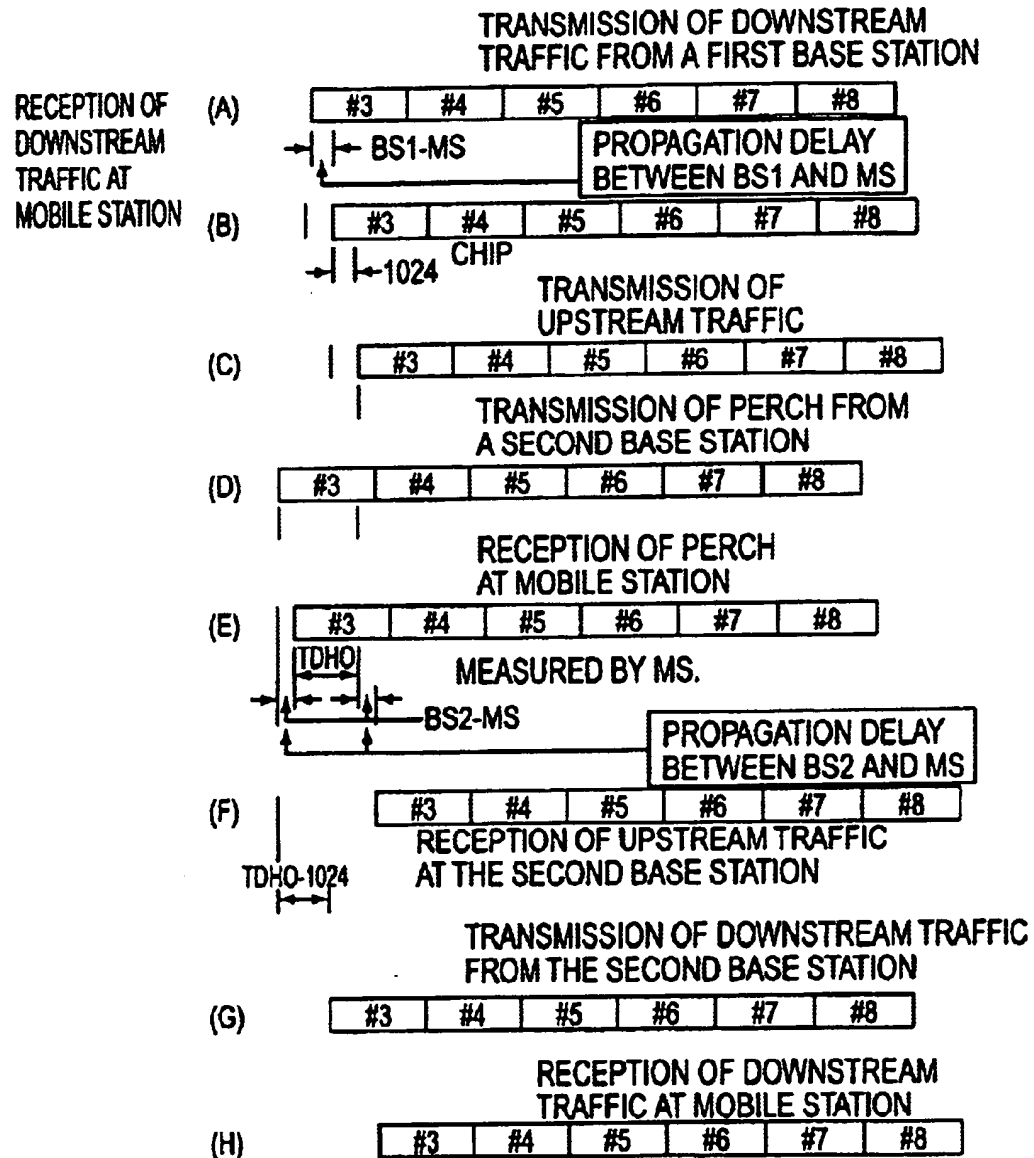 TRANSMISSION OF DOWNSTREAM
TRAFFIC FROM A FIRST BASE STATION
RECEPTION OF
DOWNSTREAM
TRAFFIC AT
MOBILE STATION
(A) #3 #4 #5 #6 #7 #8
BS1-MS
PROPAGATION DELAY
BETWEEN BS1 AND MS
(B) #3 #4 #5 #6 #7 #8
1024 CHIP
TRANSMISSION OF
UPSTREAM TRAFFIC
(C) #3 #4 #5 #6 #7 #8
TRANSMISSION OF PERCH FROM
A SECOND BASE STATION
(D) #3 #4 #5 #6 #7 #8
RECEPTION OF PERCH
AT MOBILE STATION
(E) #3 #4 #5 #6 #7 #8
TDHO
MEASURED BY MS.
BS2-MS
PROPAGATION DELAY
BETWEEN BS2 AND MS
(F) #3 #4 #5 #6 #7 #8
RECEPTION OF UPSTREAM TRAFFIC
AT THE SECOND BASE STATION
TDHO-1024
TRANSMISSION OF DOWNSTREAM TRAFFIC
FROM THE SECOND BASE STATION
(G) #3 #4 #5 #6 #7 #8
RECEPTION OF DOWNSTREAM
TRAFFIC AT MOBILE STATION
(H) #3 #4 #5 #6 #7 #8